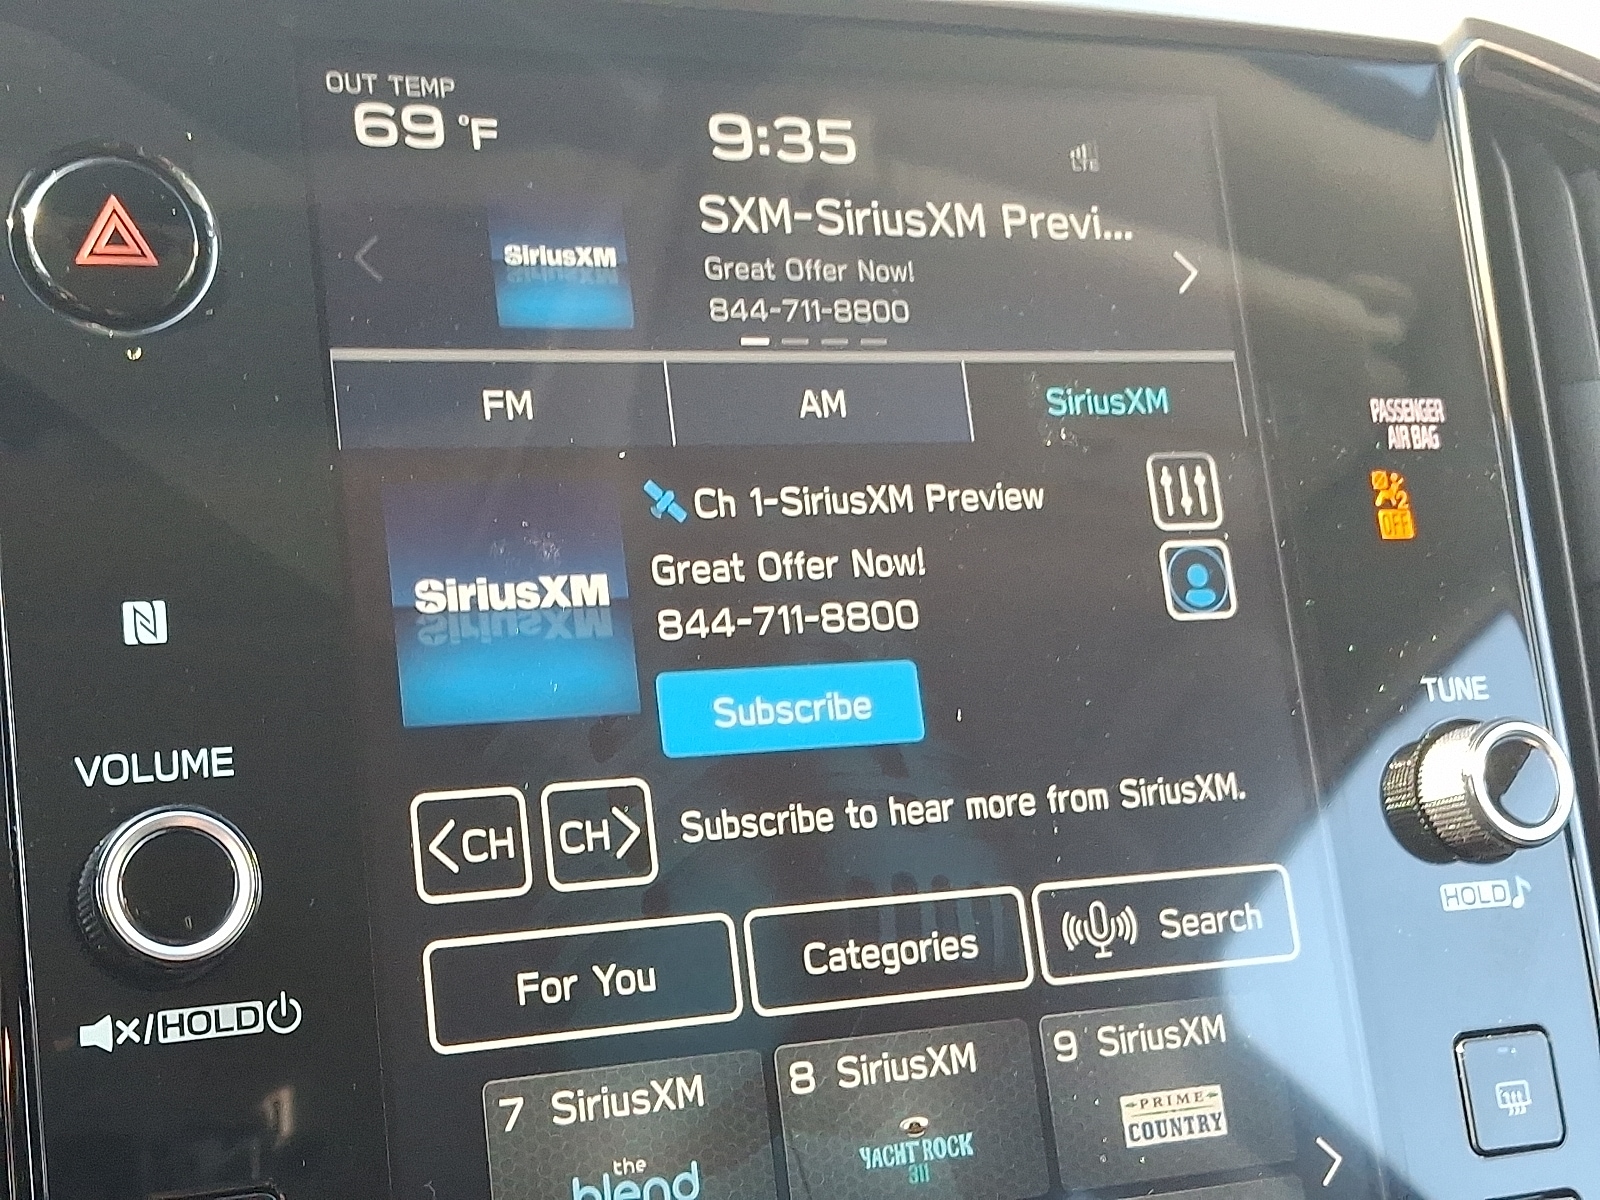 OUT TEMP
69 °F
9:35
LTE
SXM-SiriusXM Previ...
SiriusXM
Great Offer Now!
844-711-8800
FM
AM
SiriusXM
PASSENGER
AIR BAG
2
OFF
Ch 1-SiriusXM Preview
Great Offer Now!
SiriusXM
844-711-8800
Subscribe
TUNE
VOLUME
<CH
CH>
Subscribe to hear more from SiriusXM.
HOLD
For You
Categories
Search
/HOLD
7 SiriusXM
8 SiriusXM
9 SiriusXM
the
blend
YACHT ROCK
311
PRIME
COUNTRY